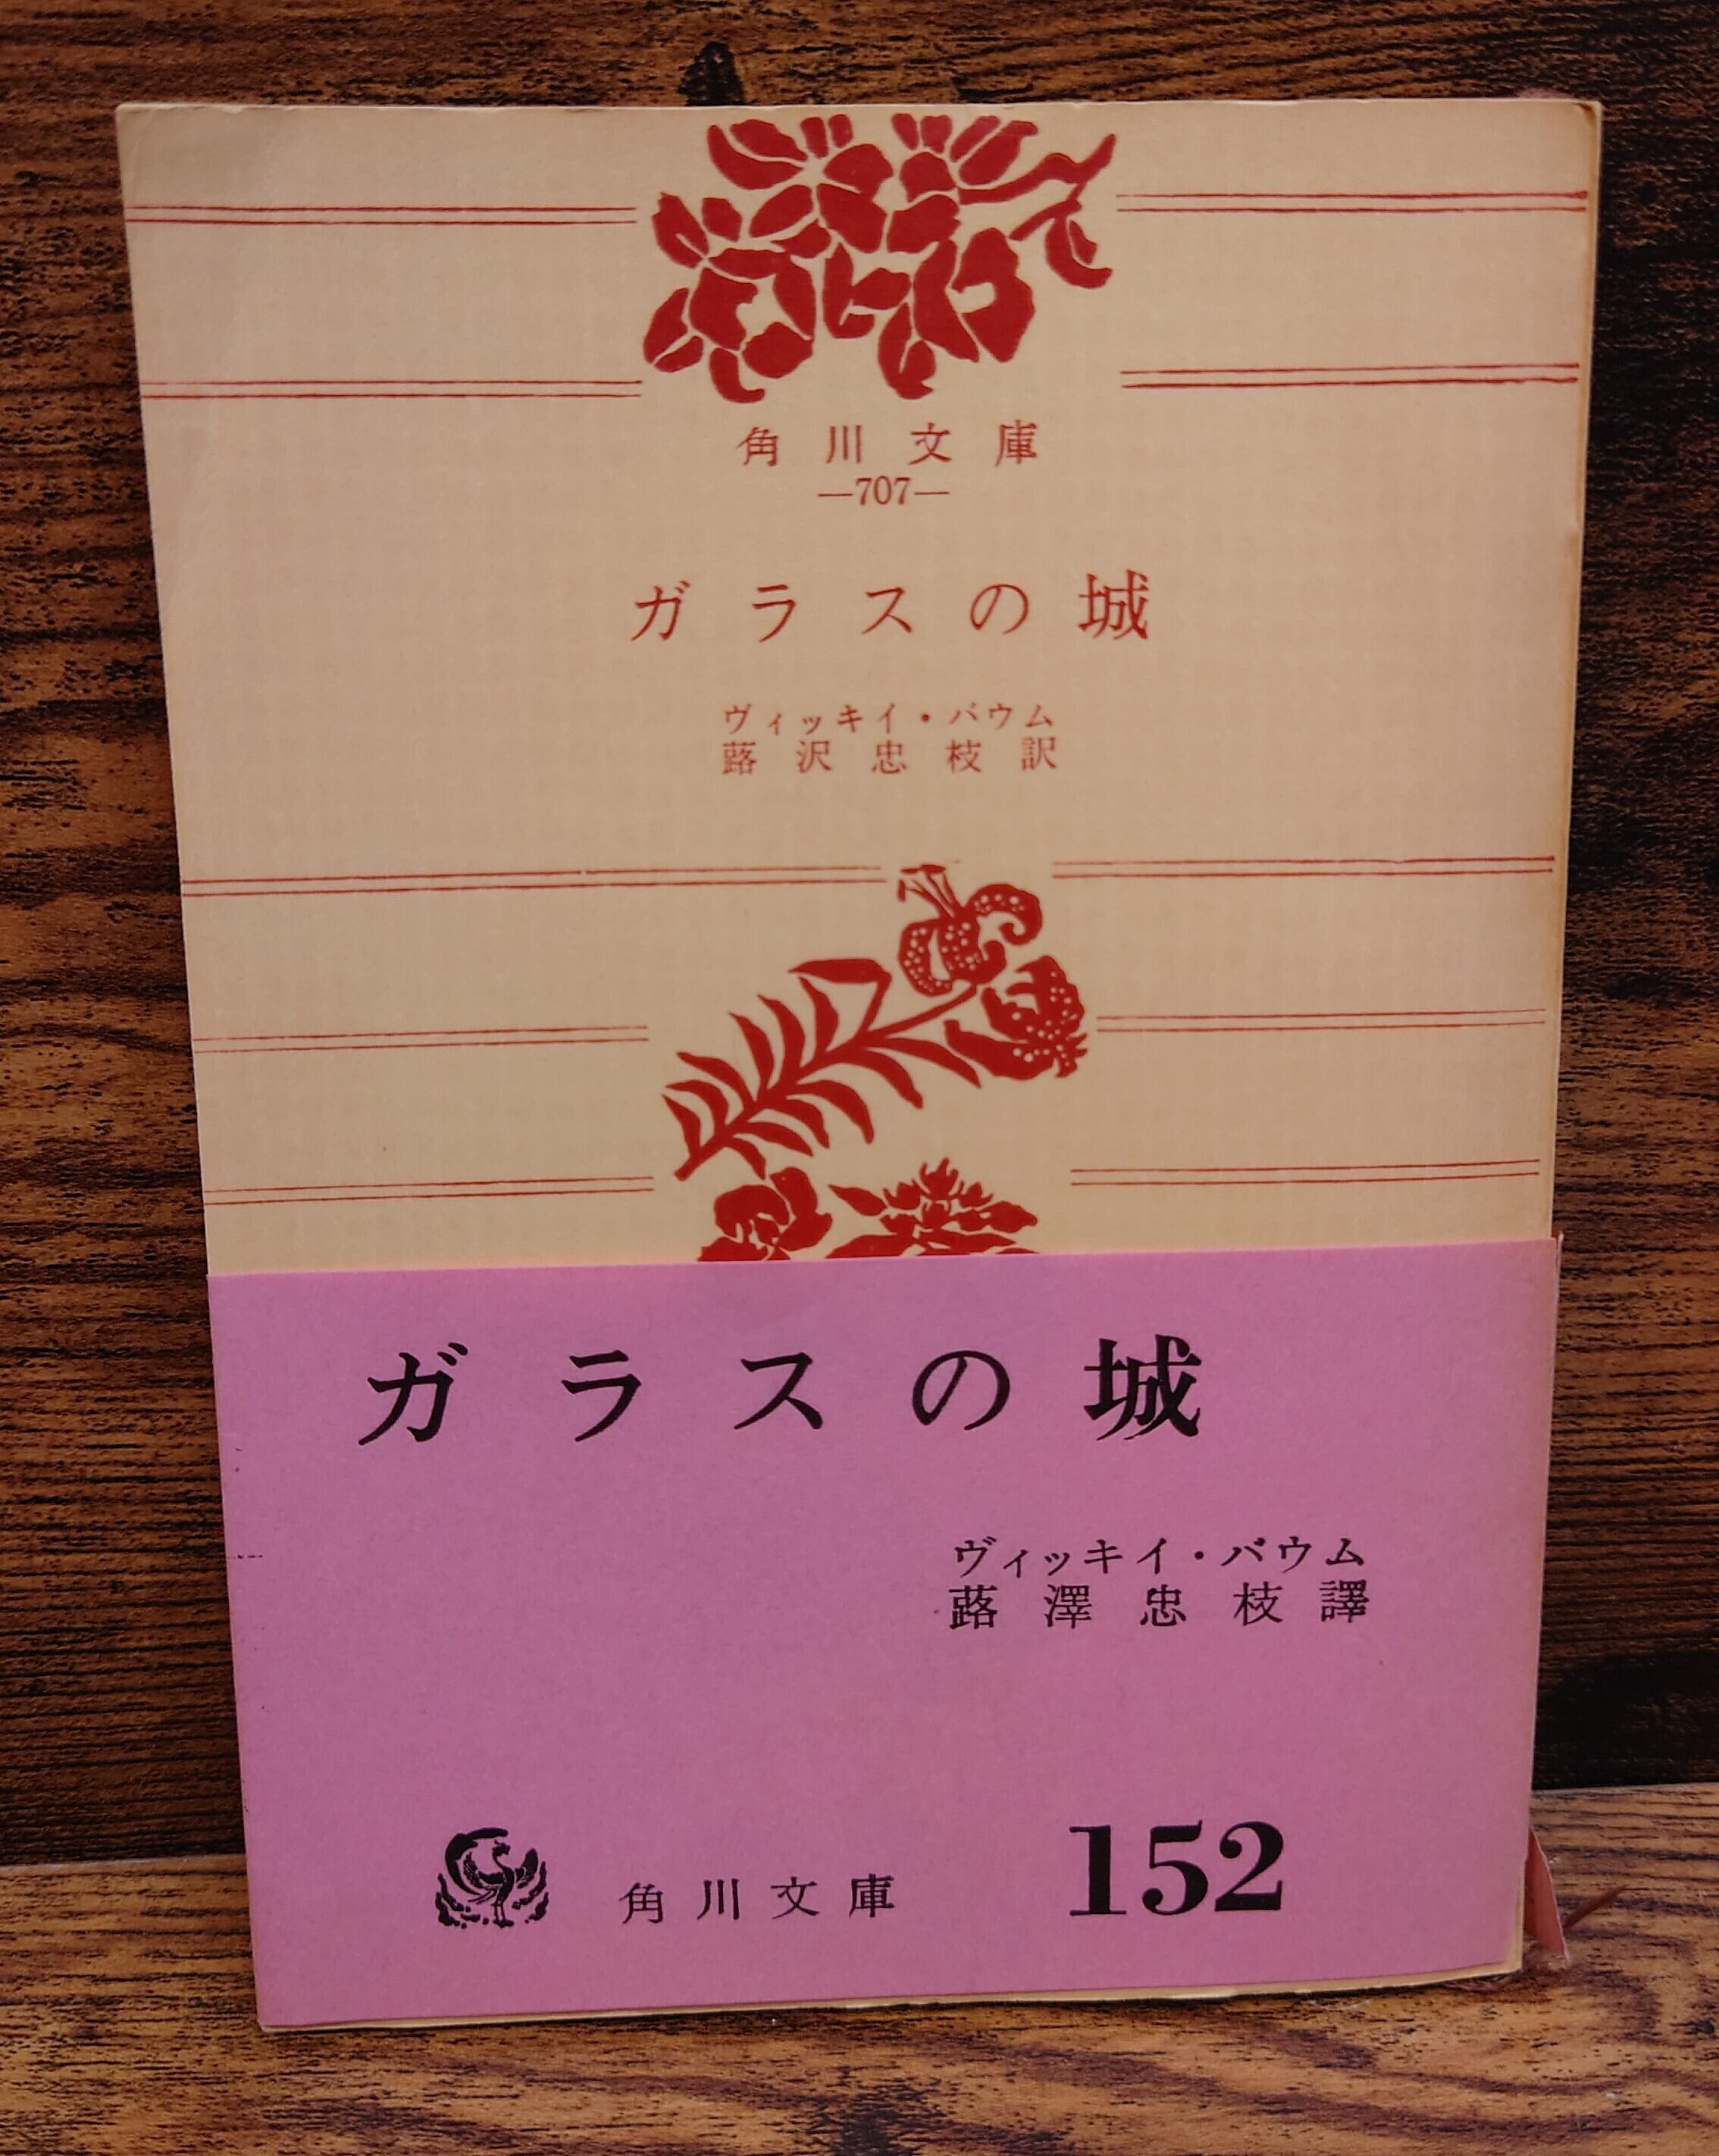 角川文庫
—707—
ガラスの城
ヴィッキイ・バウム
蕗沢忠枝訳
ガラスの城
ヴィッキイ・バウム
蕗澤忠枝譯
角川文庫 152